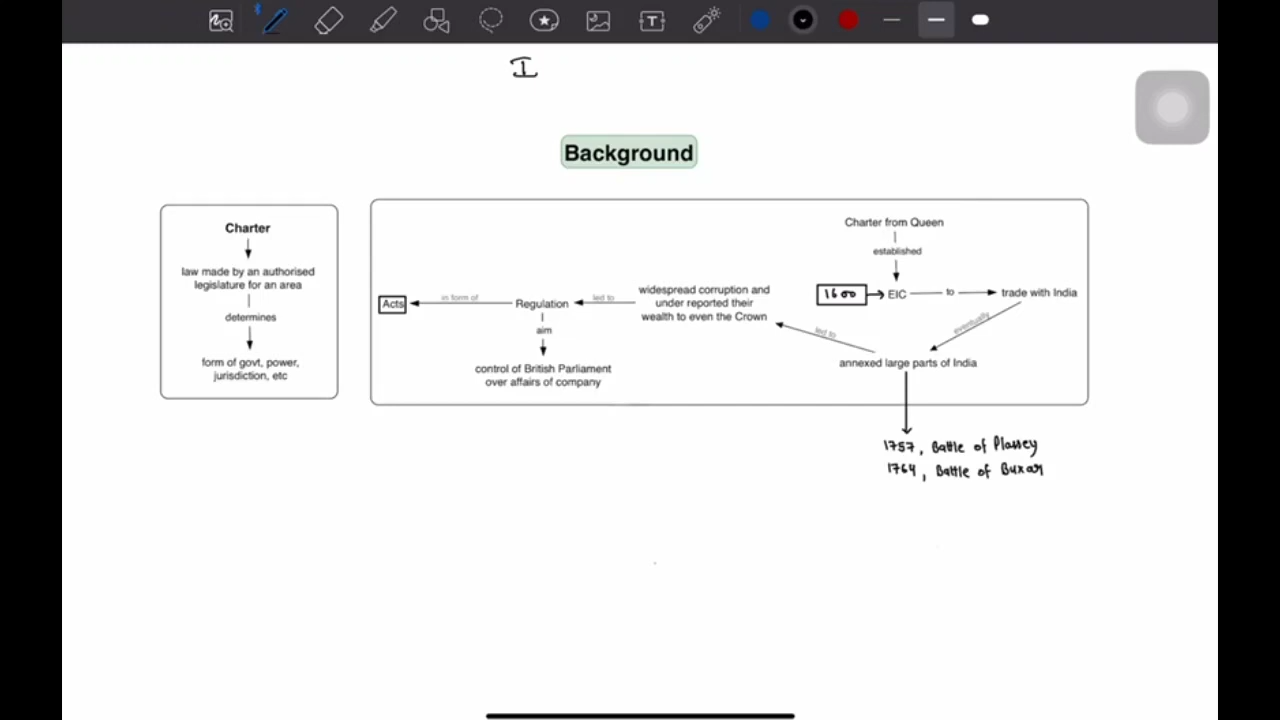 T
I
Background
Charter
law made by an authorised
legislature for an area
determines
form of govt, power,
jurisdiction, etc
Charter from Queen
established
1600
EIC
to
trade with India
eventually
annexed large parts of India
led to
widespread corruption and
under reported their
wealth to even the Crown
led to
Regulation
in form of
Acts
aim
control of British Parliament
over affairs of company
1757, Battle of Plassey
1764, Battle of Buxar